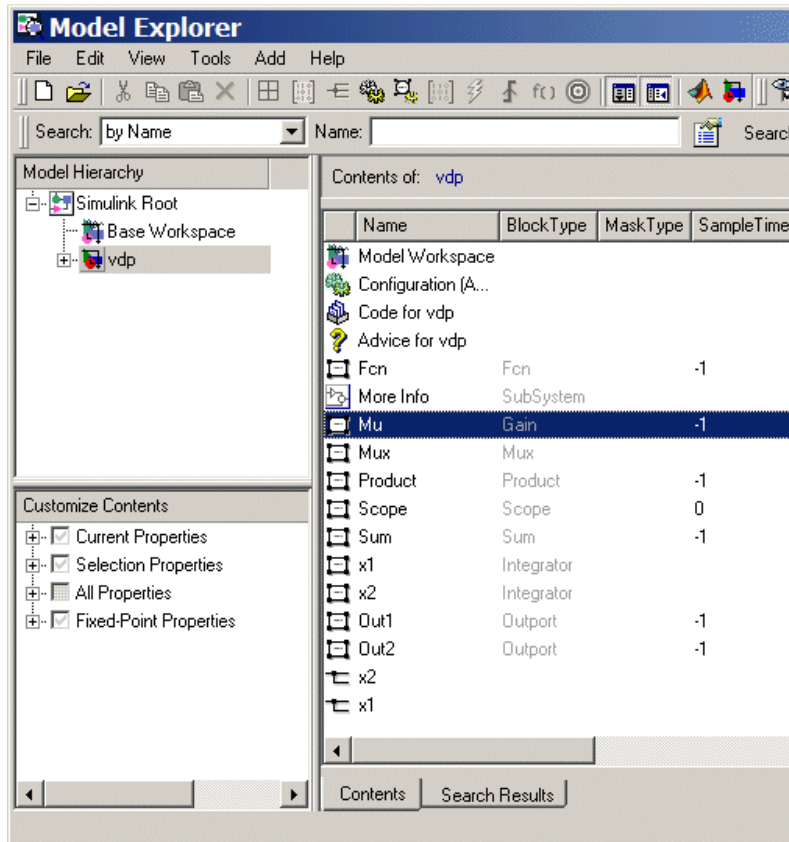 Model Explorer
File Edit View Tools Add Help
f()
Search: by Name Name: Searc
Model Hierarchy
Simulink Root
Base Workspace
vdp
Contents of: vdp
Name BlockType MaskType SampleTime
Model Workspace
Configuration (A...
Code for vdp
Advice for vdp
Fcn Fcn -1
More Info SubSystem
Mu Gain -1
Mux Mux
Product Product -1
Scope Scope 0
Sum Sum -1
x1 Integrator
x2 Integrator
Out1 Outport -1
Out2 Outport -1
x2
x1
Customize Contents
Current Properties
Selection Properties
All Properties
Fixed-Point Properties
Contents Search Results